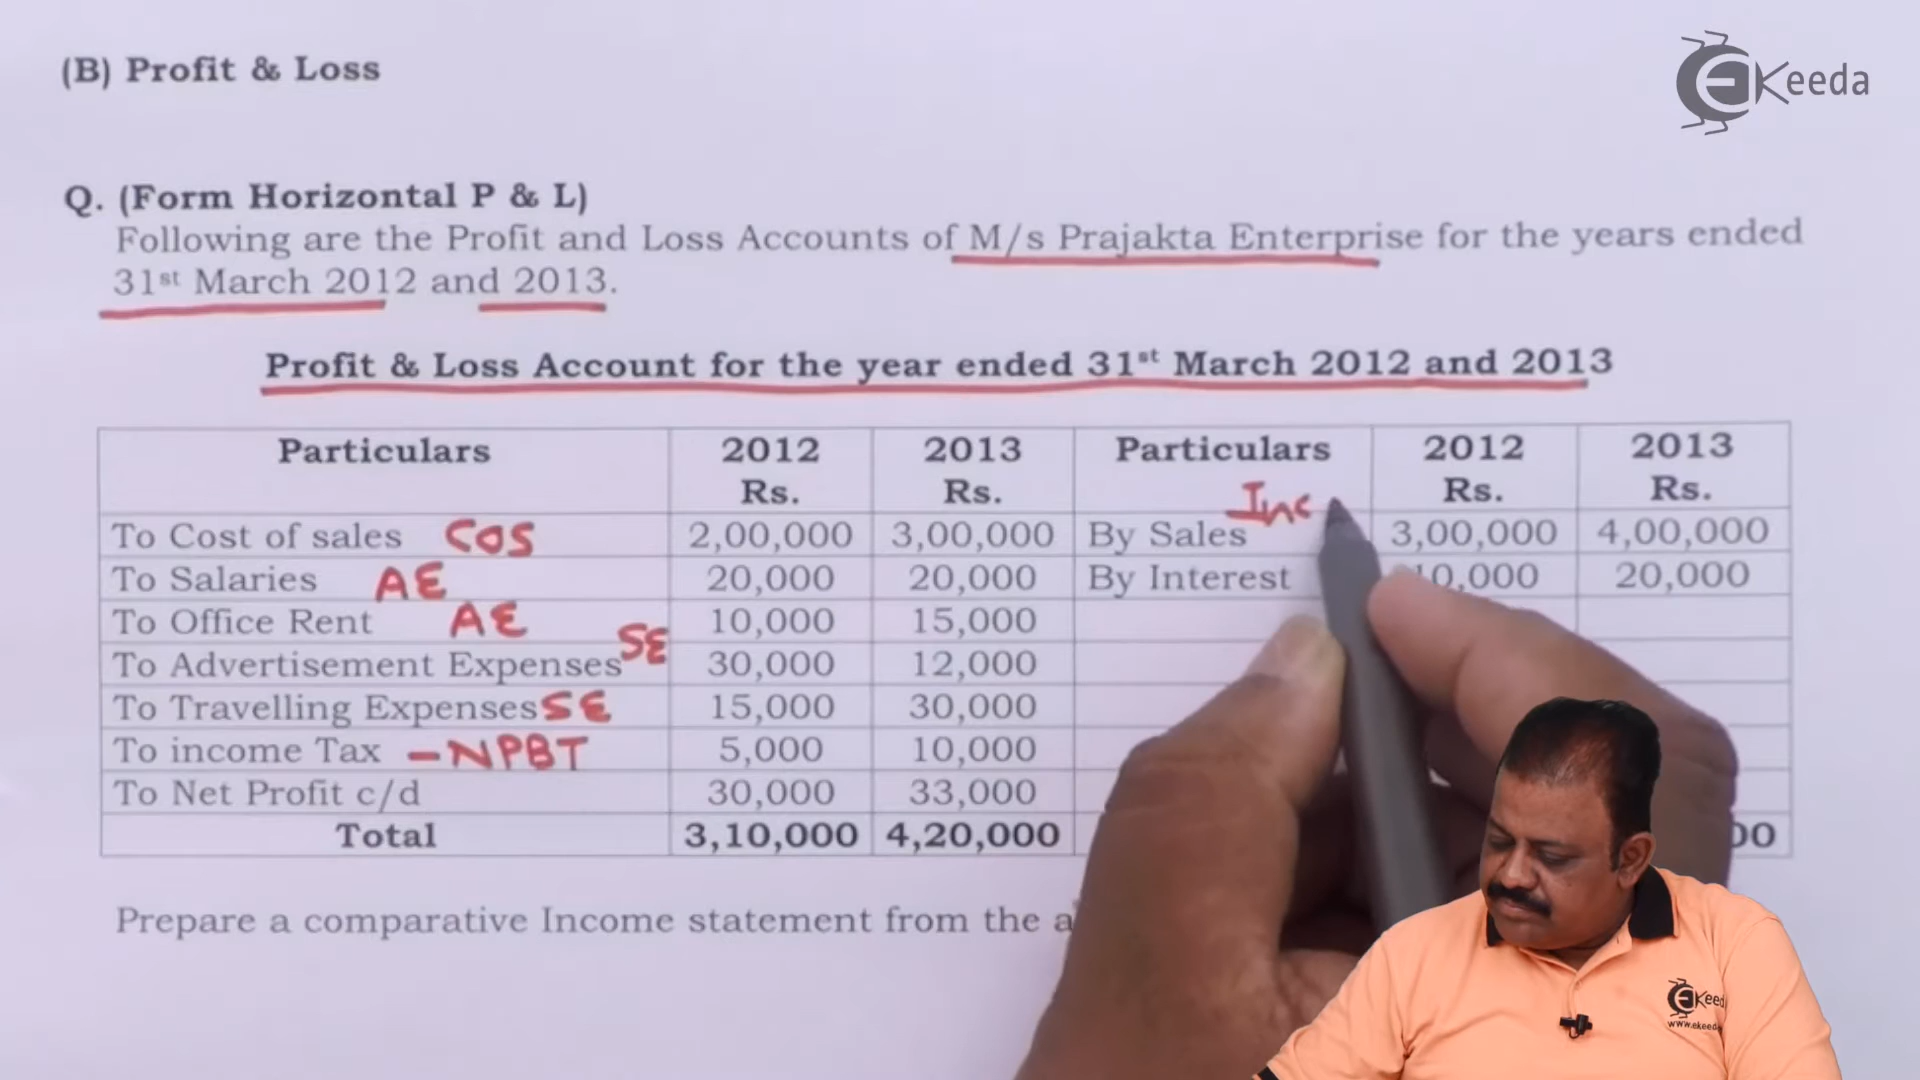 (B) Profit & Loss
EKeeda
Q. (Form Horizontal P & L)
Following are the Profit and Loss Accounts of M/s Prajakta Enterprise for the years ended
31st March 2012 and 2013.
Profit & Loss Account for the year ended 31st March 2012 and 2013
Particulars 2012 Rs. 2013 Rs. Particulars 2012 Rs. 2013 Rs.
Inc
To Cost of sales COS 2,00,000 3,00,000 By Sales 3,00,000 4,00,000
To Salaries AE 20,000 20,000 By Interest 10,000 20,000
To Office Rent AE 10,000 15,000
To Advertisement Expenses SE 30,000 12,000
To Travelling Expenses SE 15,000 30,000
To income Tax - NPBT 5,000 10,000
To Net Profit c/d 30,000 33,000
Total 3,10,000 4,20,000
Prepare a comparative Income statement from the